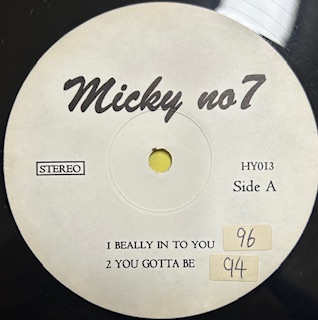 Micky no7
STEREO
HY013
Side A
1 BEALLY IN TO YOU 96
2 YOU GOTTA BE 94